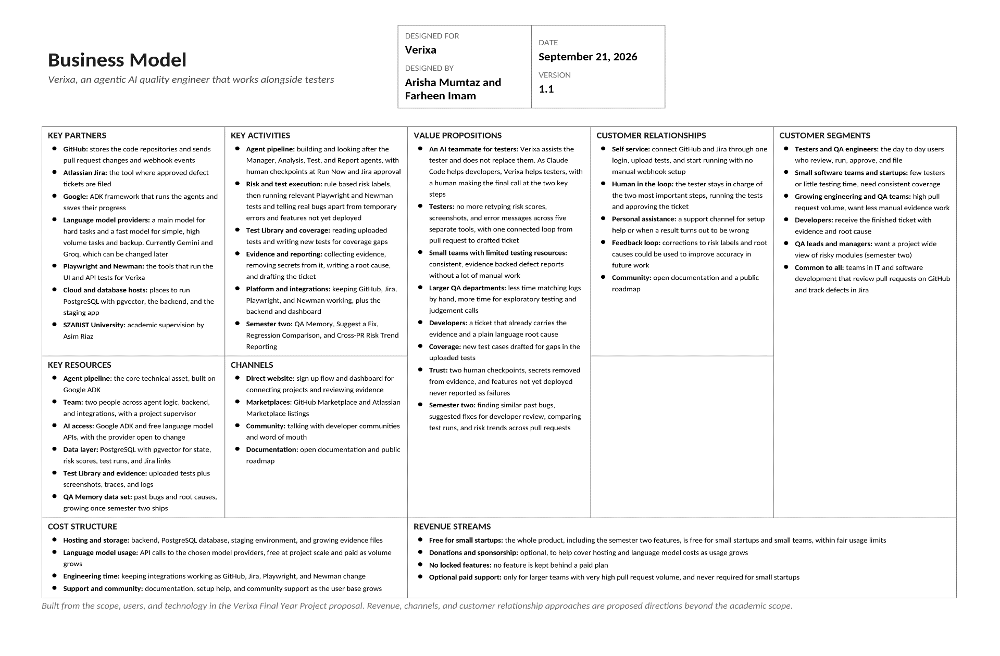 Business Model
Verixa, an agentic AI quality engineer that works alongside testers
DESIGNED FOR
Verixa
DESIGNED BY
Arisha Mumtaz and
Farheen Imam
DATE
September 21, 2026
VERSION
1.1
KEY PARTNERS
● GitHub: stores the code repositories and sends
pull request changes and webhook events
● Atlassian Jira: the tool where approved defect
tickets are filed
● Google: ADK framework that runs the agents and
saves their progress
● Language model providers: a main model for
hard tasks and a fast model for simple, high
volume tasks and backup. Currently Gemini and
Groq, which can be changed later
● Playwright and Newman: the tools that run the
UI and API tests for Verixa
● Cloud and database hosts: places to run
PostgreSQL with pgvector, the backend, and the
staging app
● SZABIST University: academic supervision by
Asim Riaz
KEY ACTIVITIES
● Agent pipeline: building and looking after the
Manager, Analysis, Test, and Report agents, with
human checkpoints at Run Now and Jira approval
● Risk and test execution: rule based risk labels,
then running relevant Playwright and Newman
tests and telling real bugs apart from temporary
errors and features not yet deployed
● Test Library and coverage: reading uploaded
tests and writing new tests for coverage gaps
● Evidence and reporting: collecting evidence,
removing secrets from it, writing a root cause,
and drafting the ticket
● Platform and integrations: keeping GitHub, Jira,
Playwright, and Newman working, plus the
backend and dashboard
● Semester two: QA Memory, Suggest a Fix,
Regression Comparison, and Cross-PR Risk Trend
Reporting
VALUE PROPOSITIONS
● An AI teammate for testers: Verixa assists the
tester and does not replace them. As Claude
Code helps developers, Verixa helps testers, with
a human making the final call at the two key
steps
● Testers: no more retyping risk scores,
screenshots, and error messages across five
separate tools, with one connected loop from
pull request to drafted ticket
● Small teams with limited testing resources:
consistent, evidence backed defect reports
without a lot of manual work
● Larger QA departments: less time matching logs
by hand, more time for exploratory testing and
judgement calls
● Developers: a ticket that already carries the
evidence and a plain language root cause
● Coverage: new test cases drafted for gaps in the
uploaded tests
● Trust: two human checkpoints, secrets removed
from evidence, and features not yet deployed
never reported as failures
● Semester two: finding similar past bugs,
suggested fixes for developer review, comparing
test runs, and risk trends across pull requests
CUSTOMER RELATIONSHIPS
● Self service: connect GitHub and Jira through one
login, upload tests, and start running with no
manual webhook setup
● Human in the loop: the tester stays in charge of
the two most important steps, running the tests
and approving the ticket
● Personal assistance: a support channel for setup
help or when a result turns out to be wrong
● Feedback loop: corrections to risk labels and root
causes could be used to improve accuracy in
future work
● Community: open documentation and a public
roadmap
CUSTOMER SEGMENTS
● Testers and QA engineers: the day to day users
who review, run, approve, and file
● Small software teams and startups: few testers
or little testing time, need consistent coverage
● Growing engineering and QA teams: high pull
request volume, want less manual evidence work
● Developers: receive the finished ticket with
evidence and root cause
● QA leads and managers: want a project wide
view of risky modules (semester two)
● Common to all: teams in IT and software
development that review pull requests on GitHub
and track defects in Jira
KEY RESOURCES
● Agent pipeline: the core technical asset, built on
Google ADK
● Team: two people across agent logic, backend,
and integrations, with a project supervisor
● AI access: Google ADK and free language model
APIs, with the provider open to change
● Data layer: PostgreSQL with pgvector for state,
risk scores, test runs, and Jira links
● Test Library and evidence: uploaded tests plus
screenshots, traces, and logs
● QA Memory data set: past bugs and root causes,
growing once semester two ships
CHANNELS
● Direct website: sign up flow and dashboard for
connecting projects and reviewing evidence
● Marketplaces: GitHub Marketplace and Atlassian
Marketplace listings
● Community: talking with developer communities
and word of mouth
● Documentation: open documentation and public
roadmap
COST STRUCTURE
● Hosting and storage: backend, PostgreSQL database, staging environment, and growing evidence files
● Language model usage: API calls to the chosen model providers, free at project scale and paid as volume
grows
● Engineering time: keeping integrations working as GitHub, Jira, Playwright, and Newman change
● Support and community: documentation, setup help, and community support as the user base grows
REVENUE STREAMS
● Free for small startups: the whole product, including the semester two features, is free for small startups and small teams, within fair usage limits
● Donations and sponsorship: optional, to help cover hosting and language model costs as usage grows
● No locked features: no feature is kept behind a paid plan
● Optional paid support: only for larger teams with very high pull request volume, and never required for small startups
Built from the scope, users, and technology in the Verixa Final Year Project proposal. Revenue, channels, and customer relationship approaches are proposed directions beyond the academic scope.